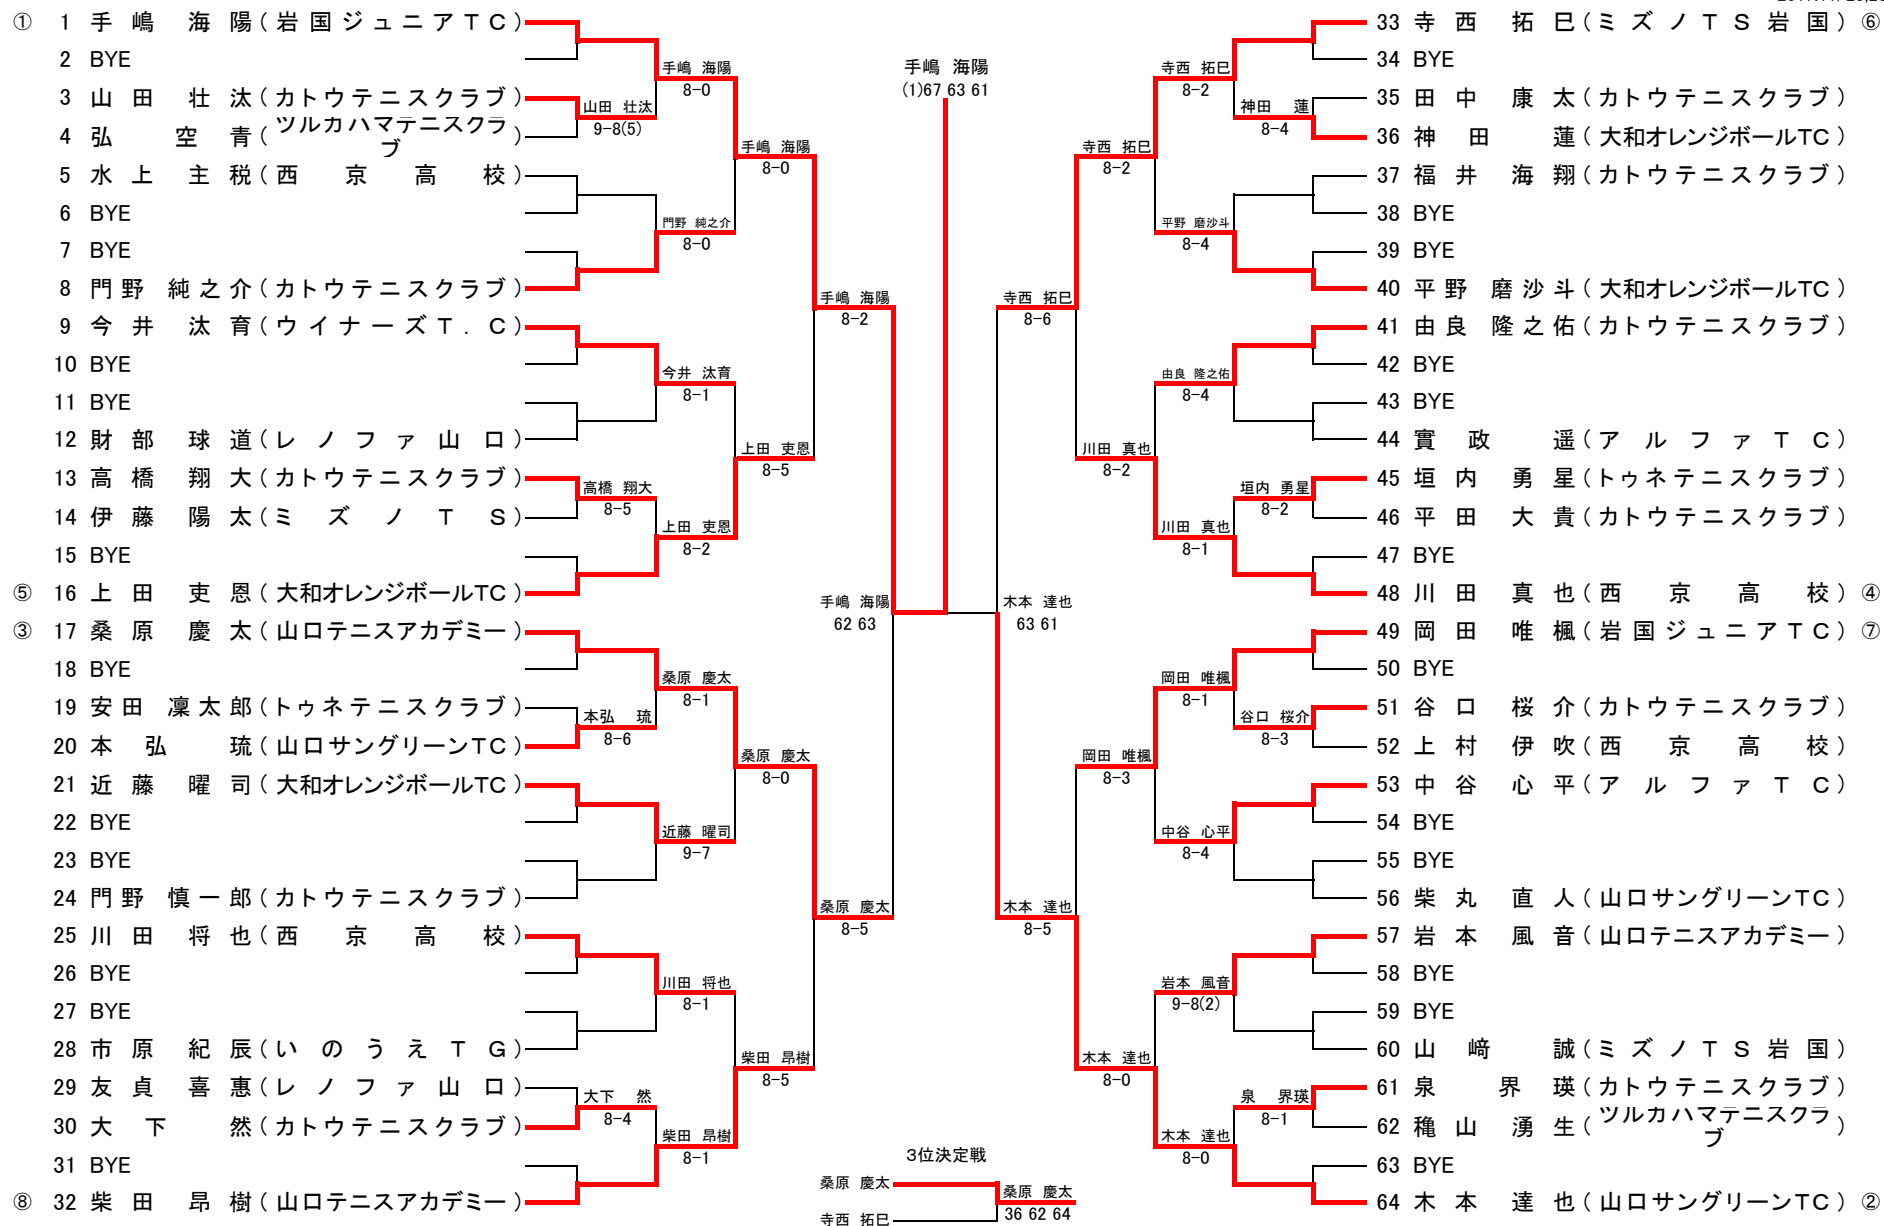 ① 1 手嶋 海陽(岩国ジュニアTC)
2 BYE
3 山田 壮汰(カトウテニスクラブ)
4 弘 空青(ツルカハマテニスクラブ)
5 水上 主税(西京高校)
6 BYE
7 BYE
8 門野 純之介(カトウテニスクラブ)
9 今井 汰育(ウイナーズT.C)
10 BYE
11 BYE
12 財部 球道(レノファ山口)
13 高橋 翔大(カトウテニスクラブ)
14 伊藤 陽太(ミズノTS)
15 BYE
⑤ 16 上田 吏恩(大和オレンジボールTC)
③ 17 桑原 慶太(山口テニスアカデミー)
18 BYE
19 安田 凜太郎(トゥネテニスクラブ)
20 本弘 琉(山口サングリーンTC)
21 近藤 曜司(大和オレンジボールTC)
22 BYE
23 BYE
24 門野 慎一郎(カトウテニスクラブ)
25 川田 将也(西京高校)
26 BYE
27 BYE
28 市原 紀辰(いのうえTG)
29 友貞 喜惠(レノファ山口)
30 大下 然(カトウテニスクラブ)
31 BYE
⑧ 32 柴田 昂樹(山口テニスアカデミー)
山田 壮汰
9-8(5)
高橋 翔大
8-5
本弘 琉
8-6
大下 然
8-4
手嶋 海陽
8-0
門野 純之介
8-0
今井 汰育
8-1
上田 吏恩
8-2
桑原 慶太
8-1
近藤 曜司
9-7
川田 将也
8-1
柴田 昂樹
8-1
手嶋 海陽
8-0
上田 吏恩
8-5
桑原 慶太
8-0
柴田 昂樹
8-5
手嶋 海陽
8-2
桑原 慶太
8-5
手嶋 海陽
62 63
手嶋 海陽
(1)67 63 61
木本 達也
63 61
寺西 拓巳
8-6
木本 達也
8-5
寺西 拓巳
8-2
川田 真也
8-2
岡田 唯楓
8-3
木本 達也
8-0
寺西 拓巳
8-2
平野 磨沙斗
8-4
由良 隆之佑
8-4
川田 真也
8-1
岡田 唯楓
8-1
中谷 心平
8-4
岩本 風音
9-8(2)
木本 達也
8-0
神田 蓮
8-4
垣内 勇星
8-2
谷口 桜介
8-3
泉 界瑛
8-1
33 寺西 拓巳(ミズノTS岩国) ⑥
34 BYE
35 田中 康太(カトウテニスクラブ)
36 神田 蓮(大和オレンジボールTC)
37 福井 海翔(カトウテニスクラブ)
38 BYE
39 BYE
40 平野 磨沙斗(大和オレンジボールTC)
41 由良 隆之佑(カトウテニスクラブ)
42 BYE
43 BYE
44 實政 遥(アルファTC)
45 垣内 勇星(トゥネテニスクラブ)
46 平田 大貴(カトウテニスクラブ)
47 BYE
48 川田 真也(西京高校) ④
49 岡田 唯楓(岩国ジュニアTC) ⑦
50 BYE
51 谷口 桜介(カトウテニスクラブ)
52 上村 伊吹(西京高校)
53 中谷 心平(アルファTC)
54 BYE
55 BYE
56 柴丸 直人(山口サングリーンTC)
57 岩本 風音(山口テニスアカデミー)
58 BYE
59 BYE
60 山﨑 誠(ミズノTS岩国)
61 泉 界瑛(カトウテニスクラブ)
62 穐山 湧生(ツルカハマテニスクラブ)
63 BYE
64 木本 達也(山口サングリーンTC) ②
3位決定戦
桑原 慶太
寺西 拓巳
桑原 慶太
36 62 64